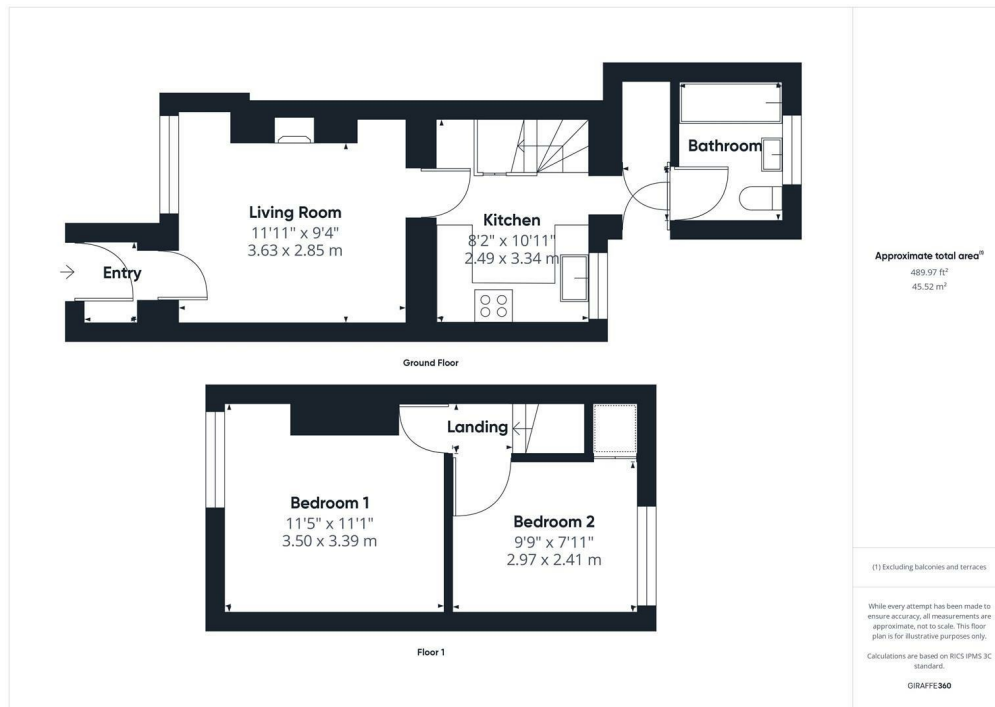 Bathroom
Living Room
11'11" x 9'4"
3.63 x 2.85 m
Kitchen
8'2" x 10'11"
2.49 x 3.34 m
Entry
Ground Floor
Landing
Bedroom 1
11'5" x 11'1"
3.50 x 3.39 m
Bedroom 2
9'9" x 7'11"
2.97 x 2.41 m
Floor 1
Approximate total area⁽¹⁾
489.97 ft²
45.52 m²
(1) Excluding balconies and terraces
While every attempt has been made to
ensure accuracy, all measurements are
approximate, not to scale. This floor
plan is for illustrative purposes only.
Calculations are based on RICS IPMS 3C
standard.
GIRAFFE360